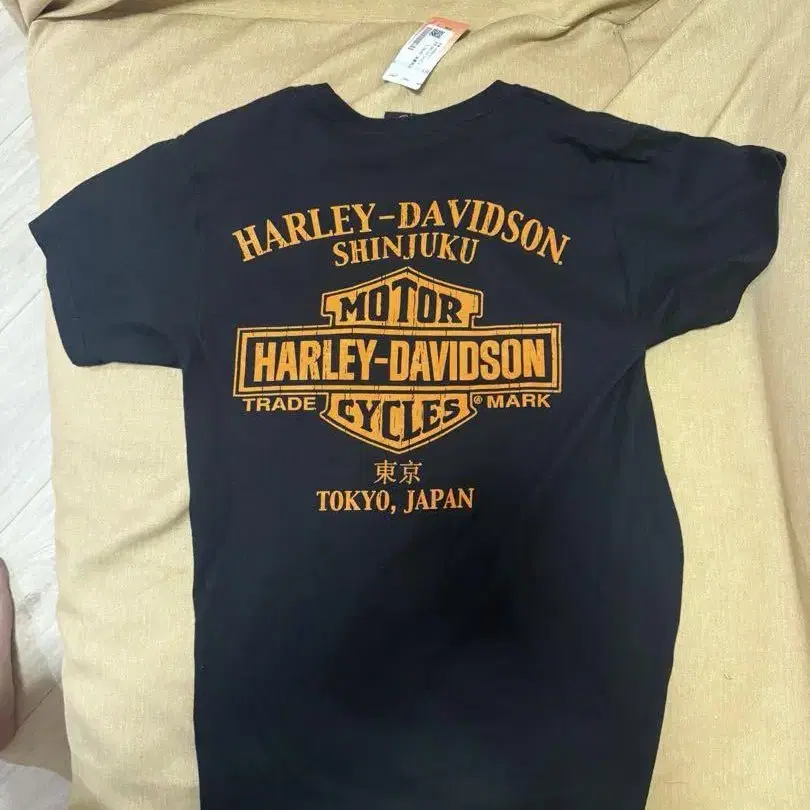 HARLEY-DAVIDSON
SHINJUKU
MOTOR
HARLEY-DAVIDSON
TRADE CYCLES ® MARK
東京
TOKYO, JAPAN